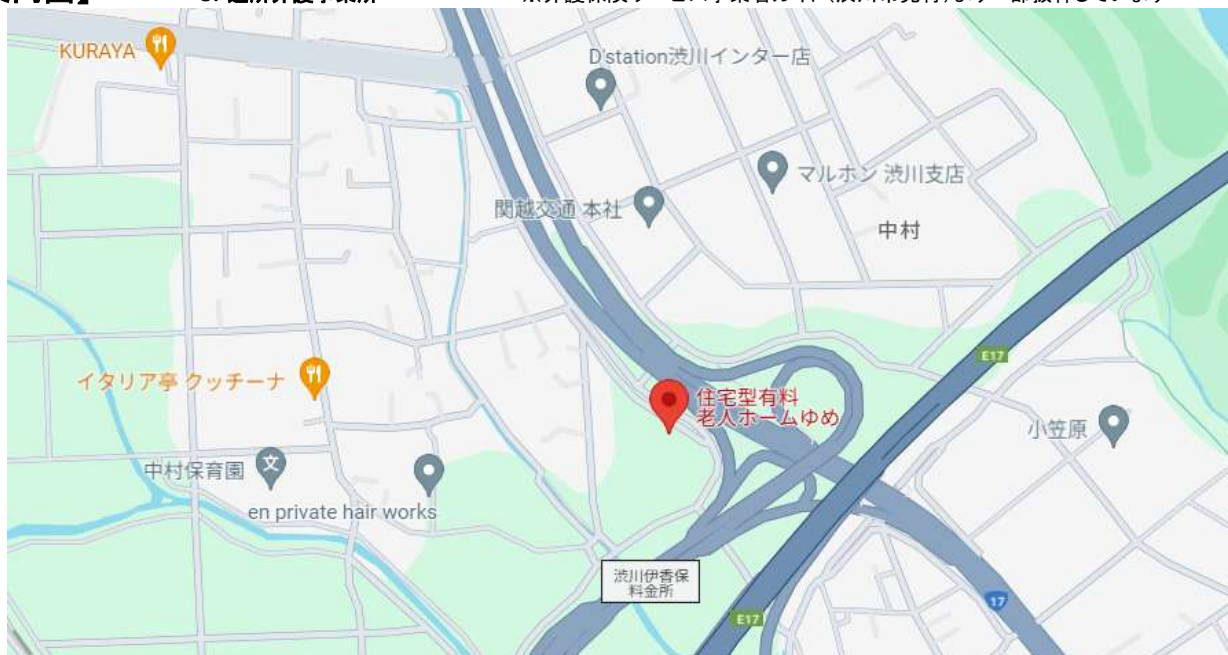 KURAYA
D'station渋川インター店
マルホン 渋川支店
関越交通 本社
中村
E17
イタリア亭 クッチーナ
住宅型有料
老人ホームゆめ
小笠原
中村保育園
文
en private hair works
渋川伊香保
料金所
17
E17